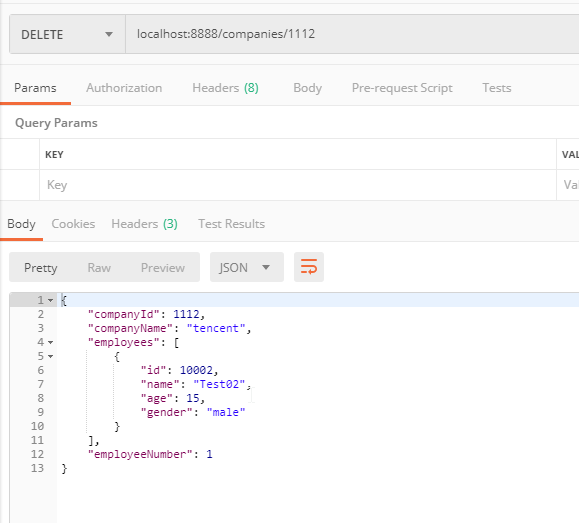 DELETE localhost:8888/companies/1112
Params Authorization Headers (8) Body Pre-request Script Tests
Query Params
KEY VAL
Key Va
Body Cookies Headers (3) Test Results
Pretty Raw Preview JSON
1 {
2 "companyId": 1112,
3 "companyName": "tencent",
4 "employees": [
5 {
6 "id": 10002,
7 "name": "Test02",
8 "age": 15,
9 "gender": "male"
10 }
11 ],
12 "employeeNumber": 1
13 }